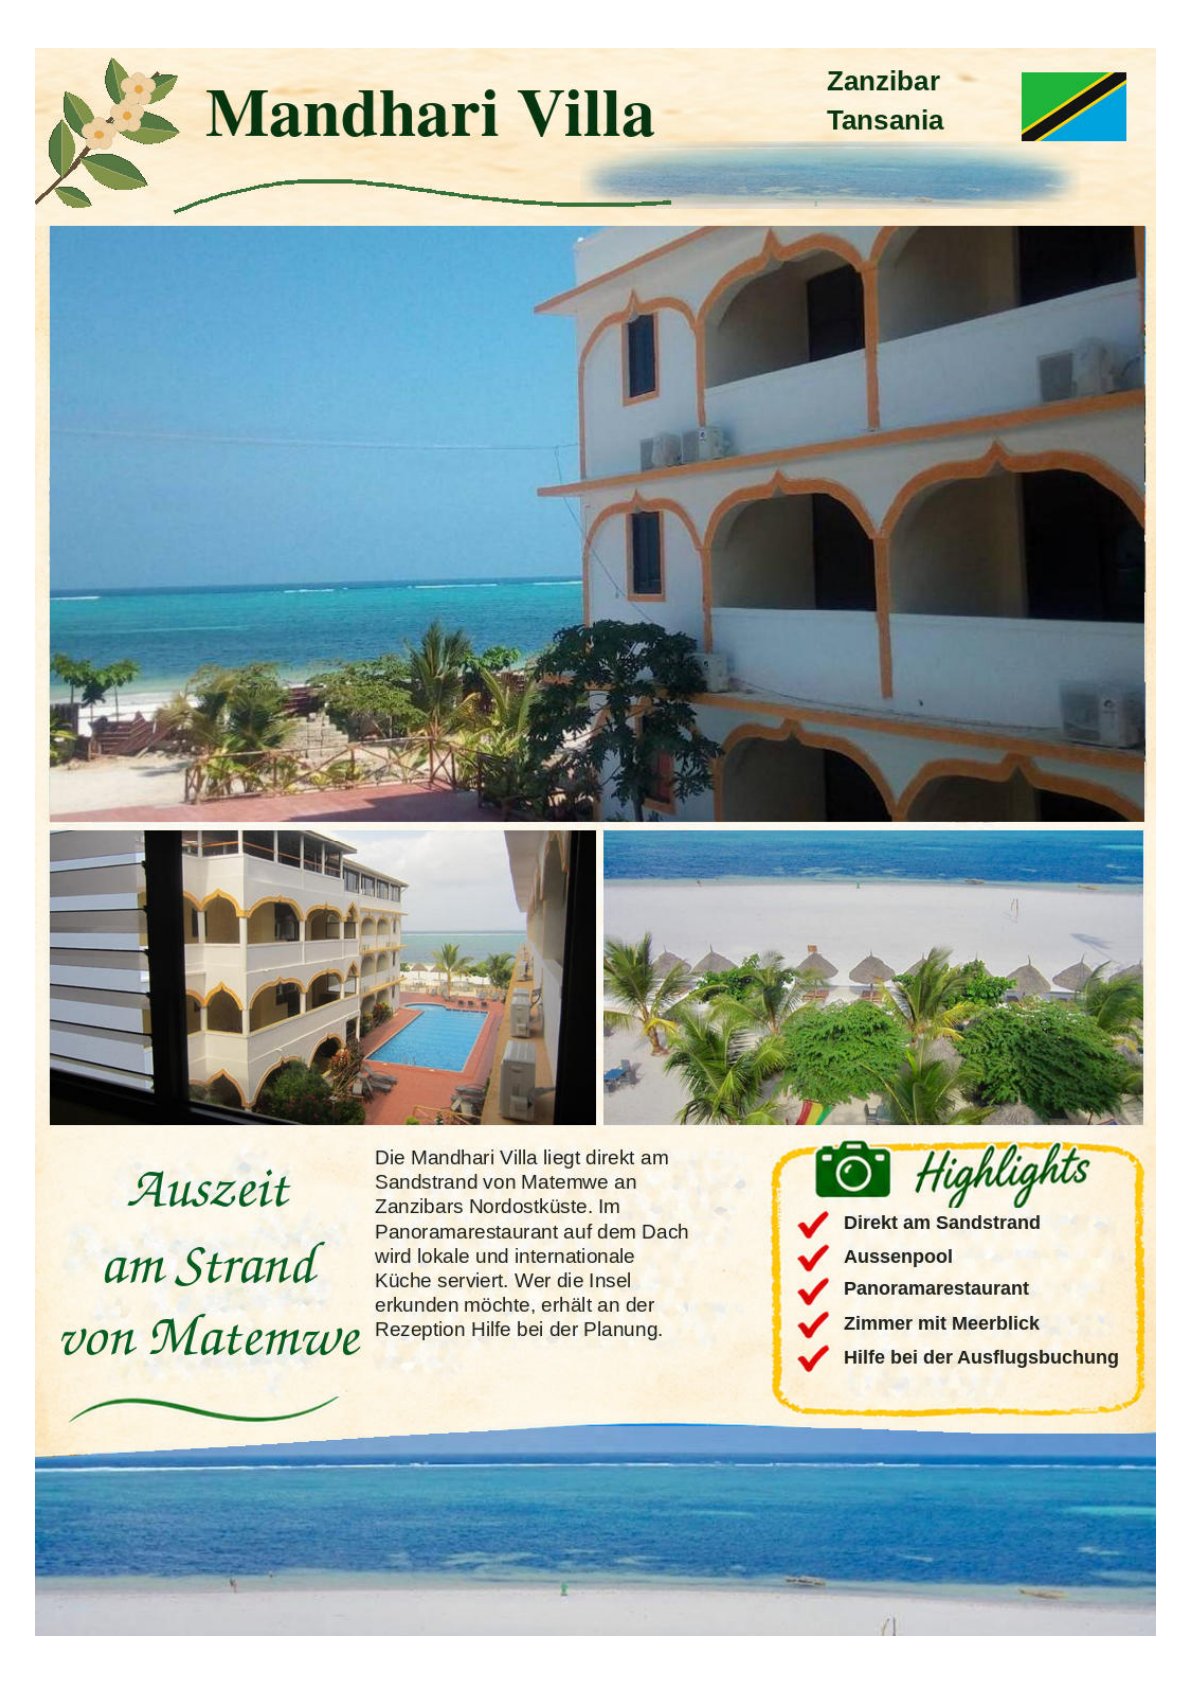 Mandhari Villa
Zanzibar
Tansania
Auszeit
am Strand
von Matemwe
Die Mandhari Villa liegt direkt am
Sandstrand von Matemwe an
Zanzibars Nordostküste. Im
Panoramarestaurant auf dem Dach
wird lokale und internationale
Küche serviert. Wer die Insel
erkunden möchte, erhält an der
Rezeption Hilfe bei der Planung.
Highlights
Direkt am Sandstrand
Aussenpool
Panoramarestaurant
Zimmer mit Meerblick
Hilfe bei der Ausflugsbuchung